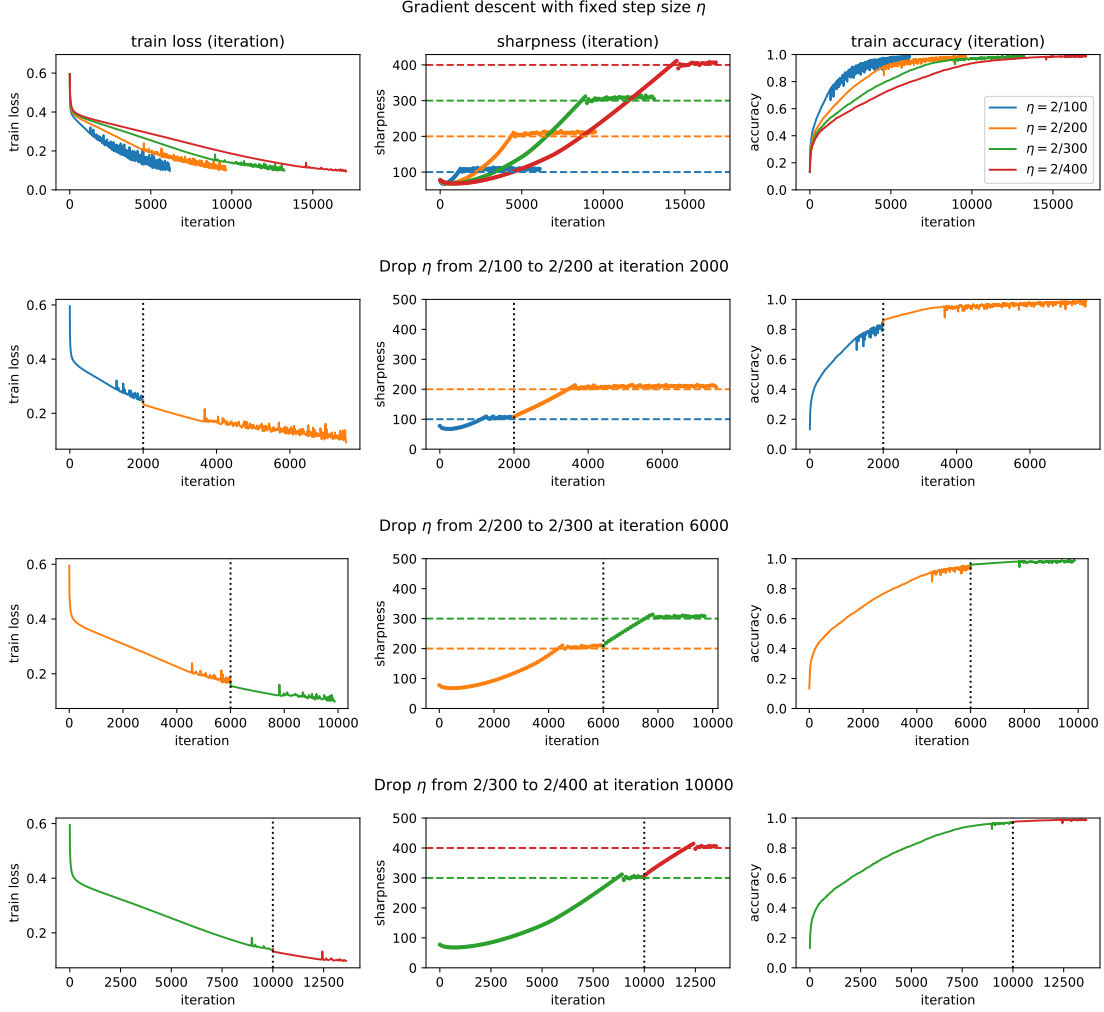 Gradient descent with fixed step size η
train loss (iteration)
train loss
0.6
0.4
0.2
0.0
0 5000 10000 15000
iteration
sharpness (iteration)
sharpness
400
300
200
100
0 5000 10000 15000
iteration
train accuracy (iteration)
accuracy
1.0
0.8
0.6
0.4
0.2
0.0
η = 2/100
η = 2/200
η = 2/300
η = 2/400
0 5000 10000 15000
iteration
Drop η from 2/100 to 2/200 at iteration 2000
train loss
0.6
0.4
0.2
0 2000 4000 6000
iteration
sharpness
500
400
300
200
100
0
0 2000 4000 6000
iteration
accuracy
1.0
0.8
0.6
0.4
0.2
0.0
0 2000 4000 6000
iteration
Drop η from 2/200 to 2/300 at iteration 6000
train loss
0.6
0.4
0.2
0 2000 4000 6000 8000 10000
iteration
sharpness
500
400
300
200
100
0
0 2000 4000 6000 8000 10000
iteration
accuracy
1.0
0.8
0.6
0.4
0.2
0.0
0 2000 4000 6000 8000 10000
iteration
Drop η from 2/300 to 2/400 at iteration 10000
train loss
0.6
0.4
0.2
0 2500 5000 7500 10000 12500
iteration
sharpness
500
400
300
200
100
0
0 2500 5000 7500 10000 12500
iteration
accuracy
1.0
0.8
0.6
0.4
0.2
0.0
0 2500 5000 7500 10000 12500
iteration